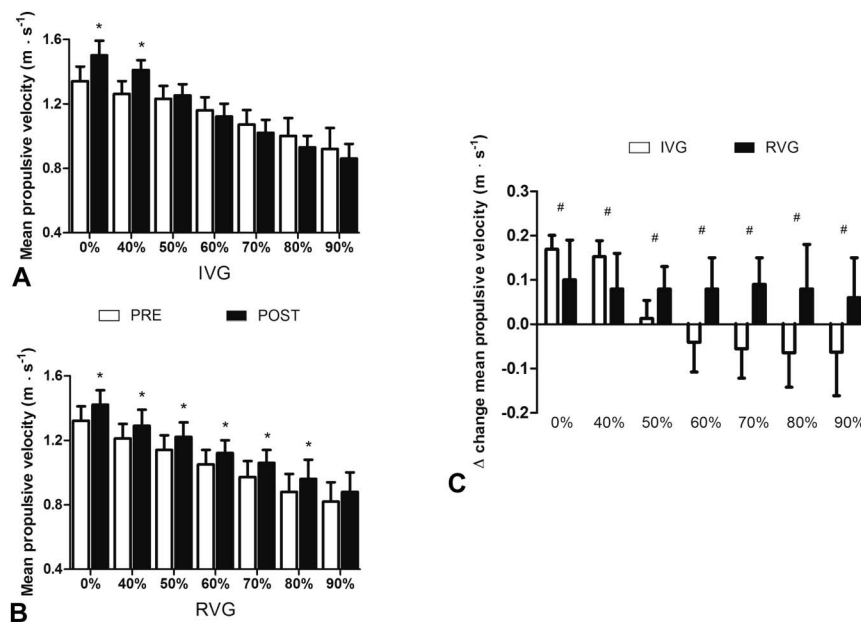 Mean propulsive velocity (m · s⁻¹)
1.6
1.2
0.8
0.4
* *
0% 40% 50% 60% 70% 80% 90%
A
IVG
PRE POST
Mean propulsive velocity (m · s⁻¹)
1.6
1.2
0.8
0.4
* * * * * *
0% 40% 50% 60% 70% 80% 90%
B
RVG
IVG RVG
Δ change mean propulsive velocity (m · s⁻¹)
0.3
0.2
0.1
0.0
-0.1
-0.2
# # # # # # #
0% 40% 50% 60% 70% 80% 90%
C